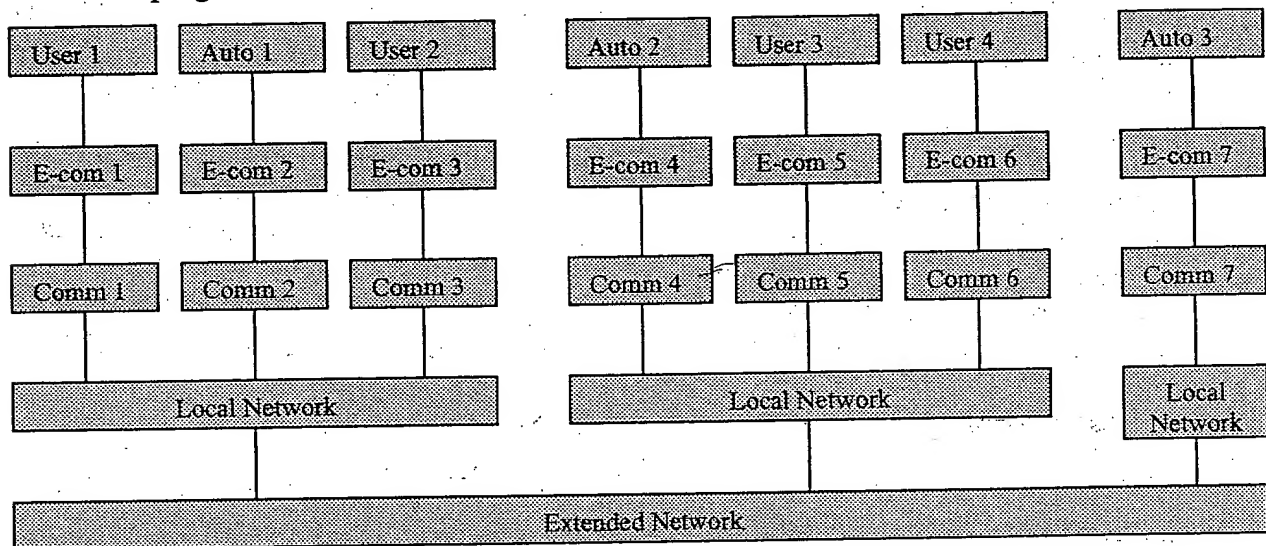 User 1
Auto 1
User 2
Auto 2
User 3
User 4
Auto 3
E-com 1
E-com 2
E-com 3
E-com 4
E-com 5
E-com 6
E-com 7
Comm 1
Comm 2
Comm 3
Comm 4
Comm 5
Comm 6
Comm 7
Local Network
Local Network
Local
Network
Extended Network